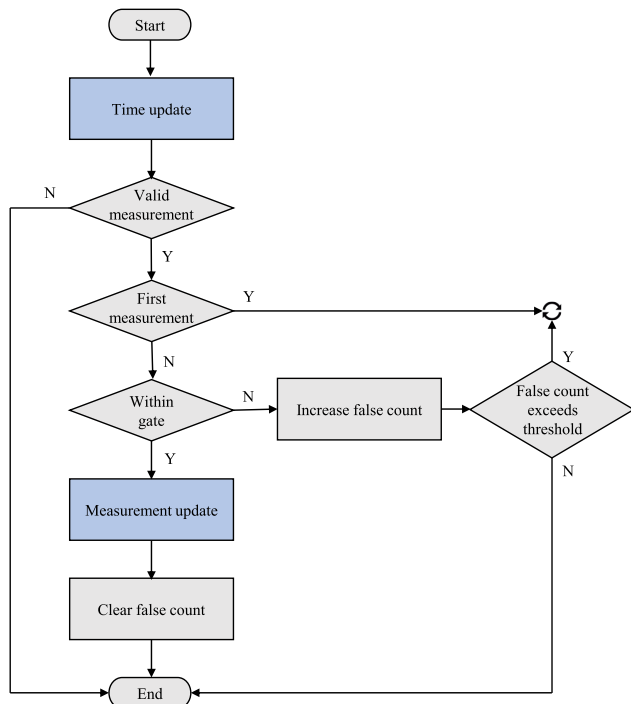 Start
Time update
N
Valid
measurement
Y
First
measurement
Y
N
Within
gate
N
Increase false count
False count
exceeds
threshold
Y
N
Y
Measurement update
Clear false count
End